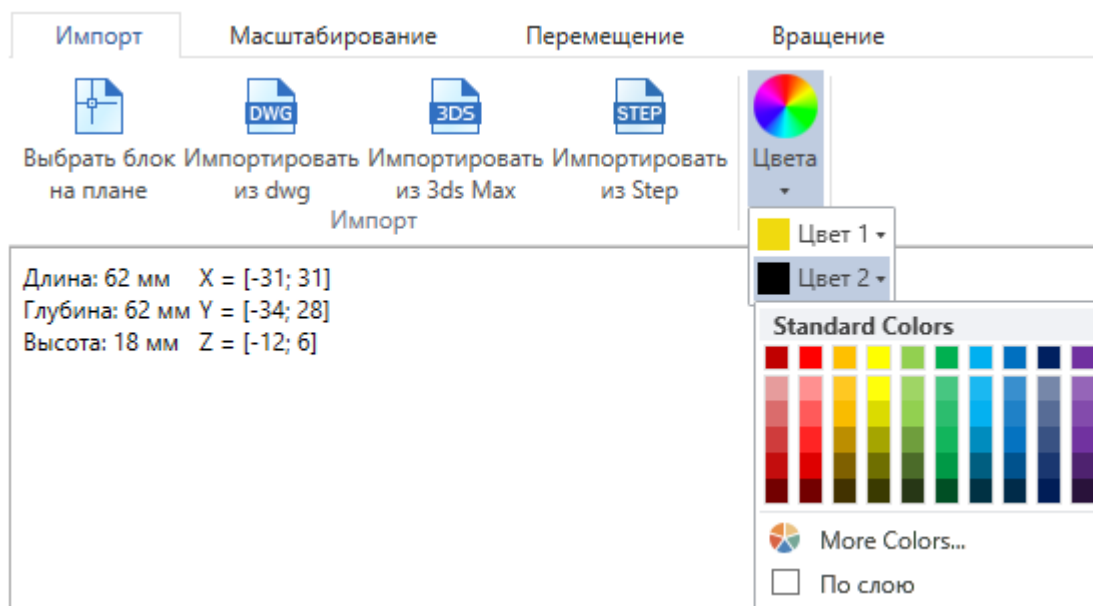 Импорт Масштабирование Перемещение Вращение
DWG 3DS STEP
Выбрать блок Импортировать Импортировать Импортировать Цвета
на плане из dwg из 3ds Max из Step
Импорт
Цвет 1
Длина: 62 мм X = [-31; 31] Цвет 2
Глубина: 62 мм Y = [-34; 28]
Высота: 18 мм Z = [-12; 6]
Standard Colors
More Colors...
По слою